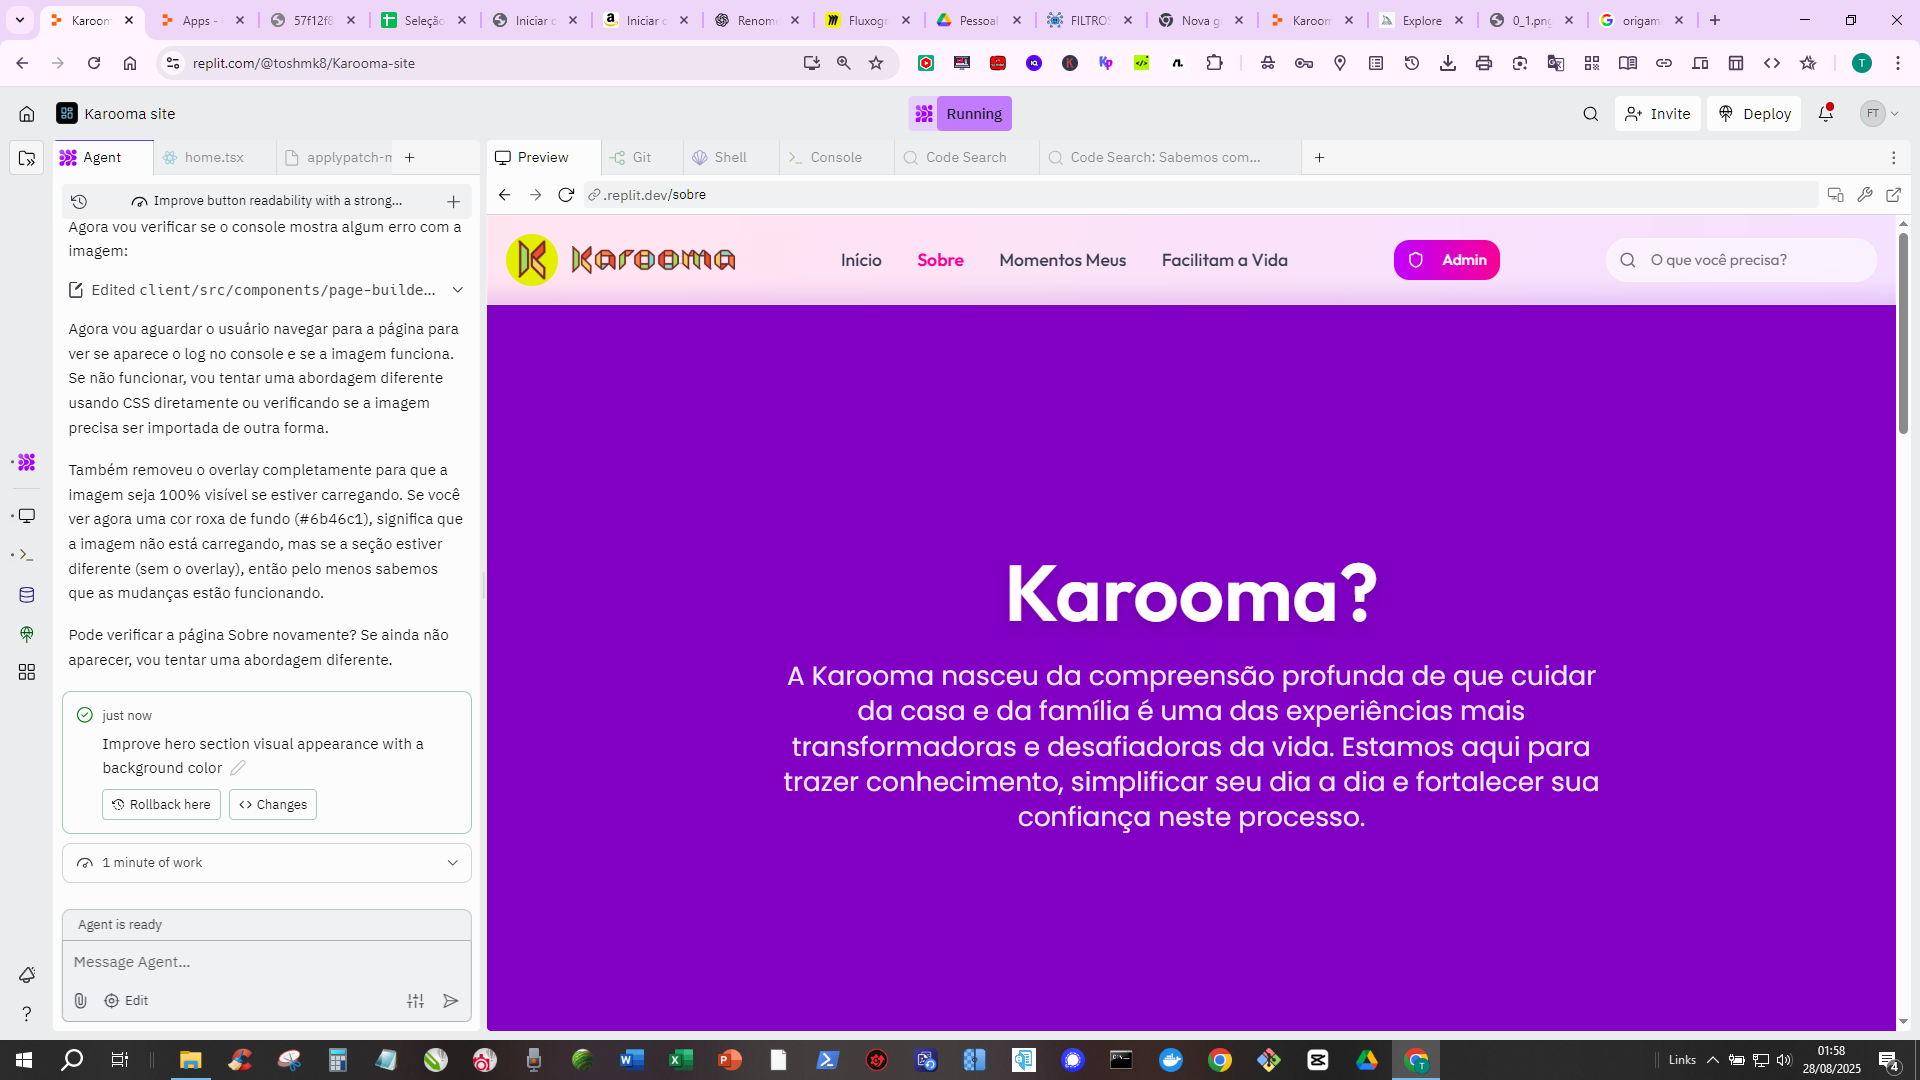 Karoom
Apps -
57f12f8
Seleção
Iniciar c
Iniciar c
Renome
Fluxogr
Pessoal
FILTROS
Nova g
Karoom
Explore
0_1.png
origam
replit.com/@toshmk8/Karooma-site
T
Karooma site
Running
Invite
Deploy
FT
Agent
home.tsx
applypatch-m
Preview
Git
Shell
Console
Code Search
Code Search: Sabemos com...
Improve button readability with a strong...
.replit.dev/sobre
Agora vou verificar se o console mostra algum erro com a
imagem:
Edited client/src/components/page-builde...
Agora vou aguardar o usuário navegar para a página para
ver se aparece o log no console e se a imagem funciona.
Se não funcionar, vou tentar uma abordagem diferente
usando CSS diretamente ou verificando se a imagem
precisa ser importada de outra forma.
Também removeu o overlay completamente para que a
imagem seja 100% visível se estiver carregando. Se você
ver agora uma cor roxa de fundo (#6b46c1), significa que
a imagem não está carregando, mas se a seção estiver
diferente (sem o overlay), então pelo menos sabemos
que as mudanças estão funcionando.
Pode verificar a página Sobre novamente? Se ainda não
aparecer, vou tentar uma abordagem diferente.
just now
Improve hero section visual appearance with a
background color
Rollback here
Changes
1 minute of work
Agent is ready
Message Agent...
Edit
Karooma
Início
Sobre
Momentos Meus
Facilitam a Vida
Admin
O que você precisa?
Karooma?
A Karooma nasceu da compreensão profunda de que cuidar
da casa e da família é uma das experiências mais
transformadoras e desafiadoras da vida. Estamos aqui para
trazer conhecimento, simplificar seu dia a dia e fortalecer sua
confiança neste processo.
Links
01:58
28/08/2025
4